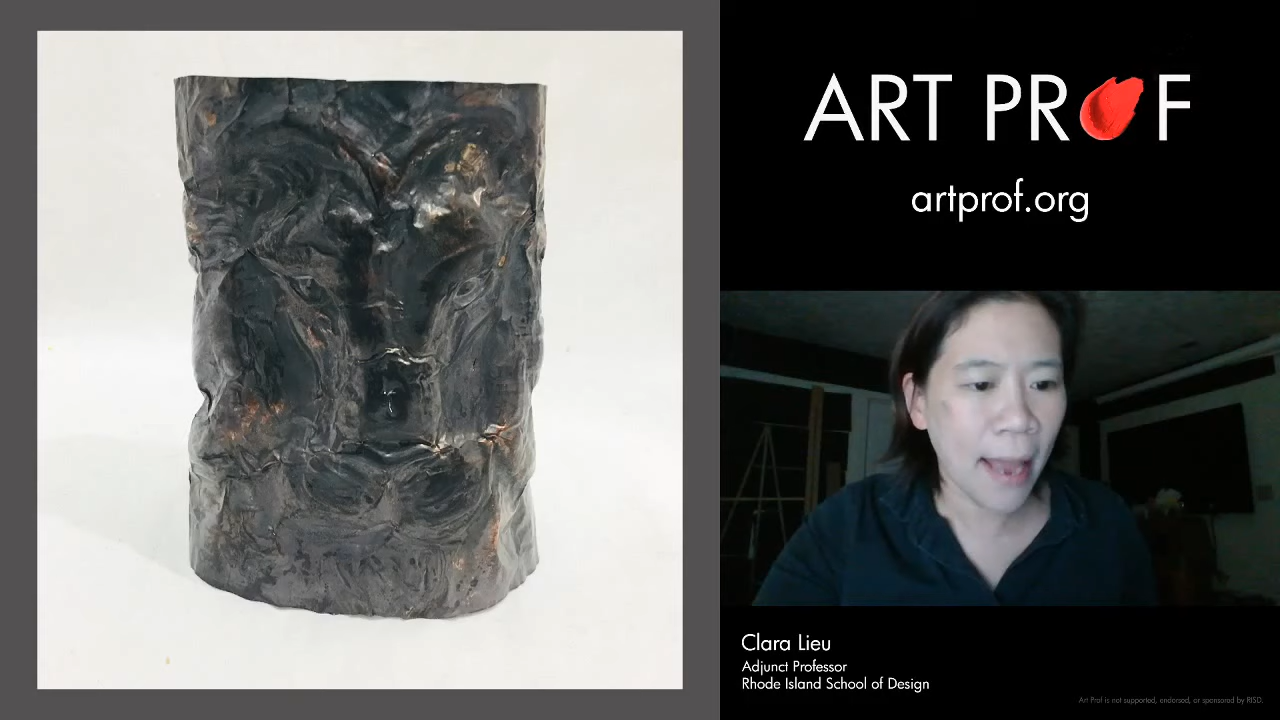 ART PROF
artprof.org
Clara Lieu
Adjunct Professor
Rhode Island School of Design
Art Prof is not supported, endorsed, or sponsored by RISD.